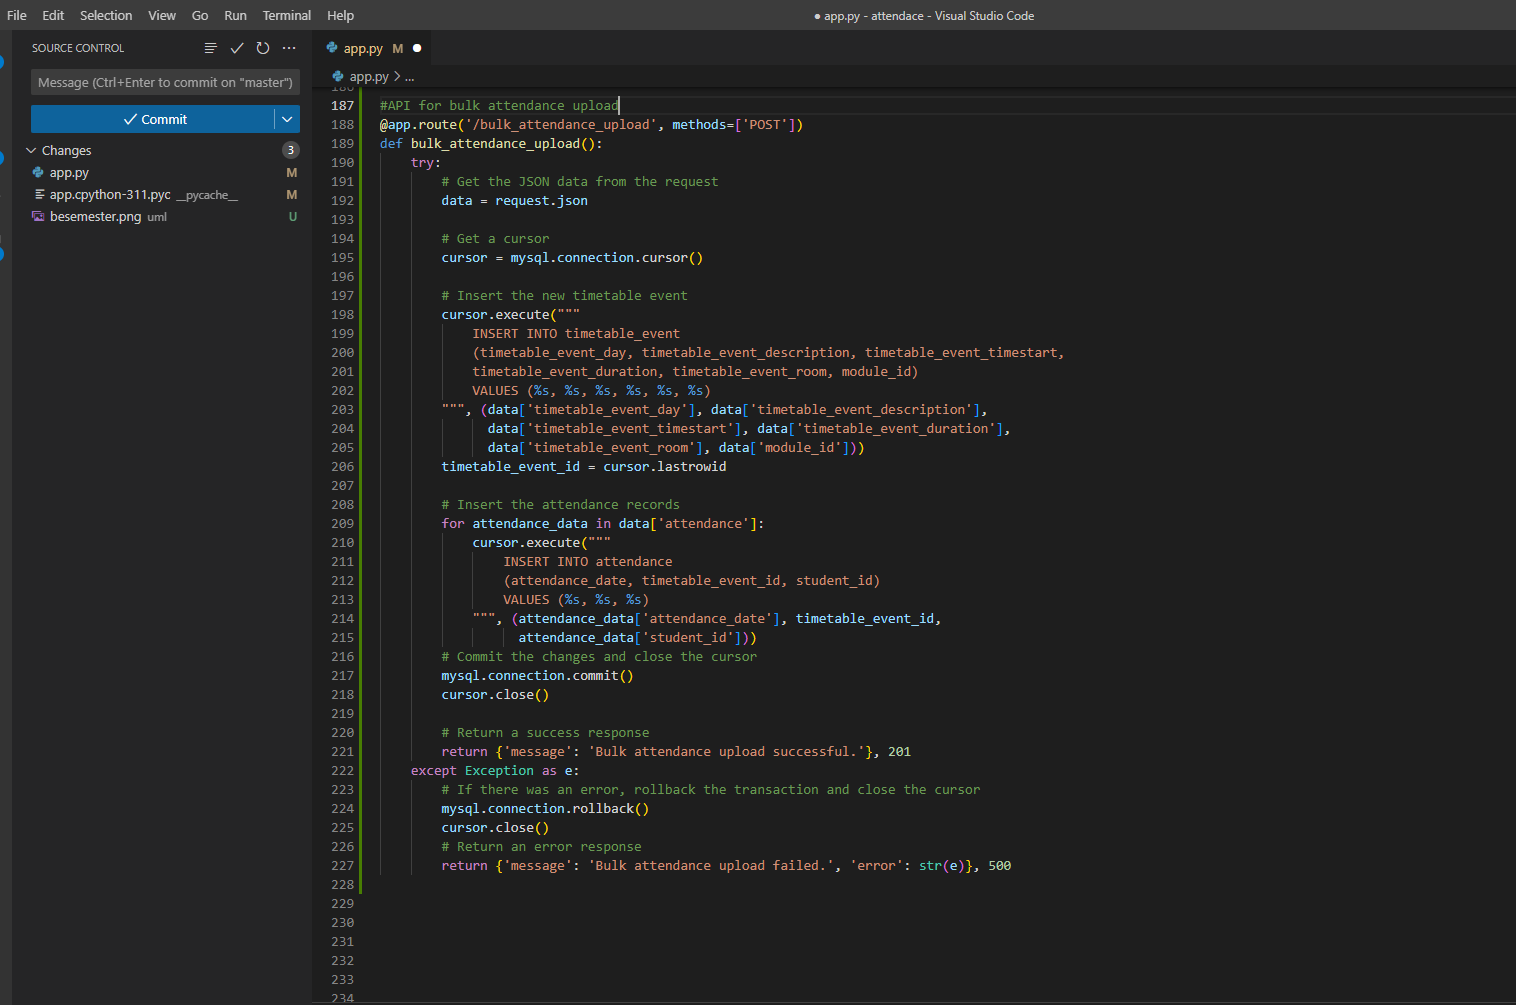 File Edit Selection View Go Run Terminal Help
● app.py - attendace - Visual Studio Code
SOURCE CONTROL
Message (Ctrl+Enter to commit on "master")
Commit
Changes 3
app.py M
app.cpython-311.pyc __pycache__ M
besemester.png uml U
app.py M
app.py > ...
186
187 #API for bulk attendance upload
188 @app.route('/bulk_attendance_upload', methods=['POST'])
189 def bulk_attendance_upload():
190     try:
191         # Get the JSON data from the request
192         data = request.json
193
194         # Get a cursor
195         cursor = mysql.connection.cursor()
196
197         # Insert the new timetable event
198         cursor.execute("""
199             INSERT INTO timetable_event
200             (timetable_event_day, timetable_event_description, timetable_event_timestart,
201             timetable_event_duration, timetable_event_room, module_id)
202             VALUES (%s, %s, %s, %s, %s, %s)
203         """, (data['timetable_event_day'], data['timetable_event_description'],
204               data['timetable_event_timestart'], data['timetable_event_duration'],
205               data['timetable_event_room'], data['module_id']))
206         timetable_event_id = cursor.lastrowid
207
208         # Insert the attendance records
209         for attendance_data in data['attendance']:
210             cursor.execute("""
211                 INSERT INTO attendance
212                 (attendance_date, timetable_event_id, student_id)
213                 VALUES (%s, %s, %s)
214             """, (attendance_data['attendance_date'], timetable_event_id,
215                   attendance_data['student_id']))
216         # Commit the changes and close the cursor
217         mysql.connection.commit()
218         cursor.close()
219
220         # Return a success response
221         return {'message': 'Bulk attendance upload successful.'}, 201
222     except Exception as e:
223         # If there was an error, rollback the transaction and close the cursor
224         mysql.connection.rollback()
225         cursor.close()
226         # Return an error response
227         return {'message': 'Bulk attendance upload failed.', 'error': str(e)}, 500
228
229
230
231
232
233
234